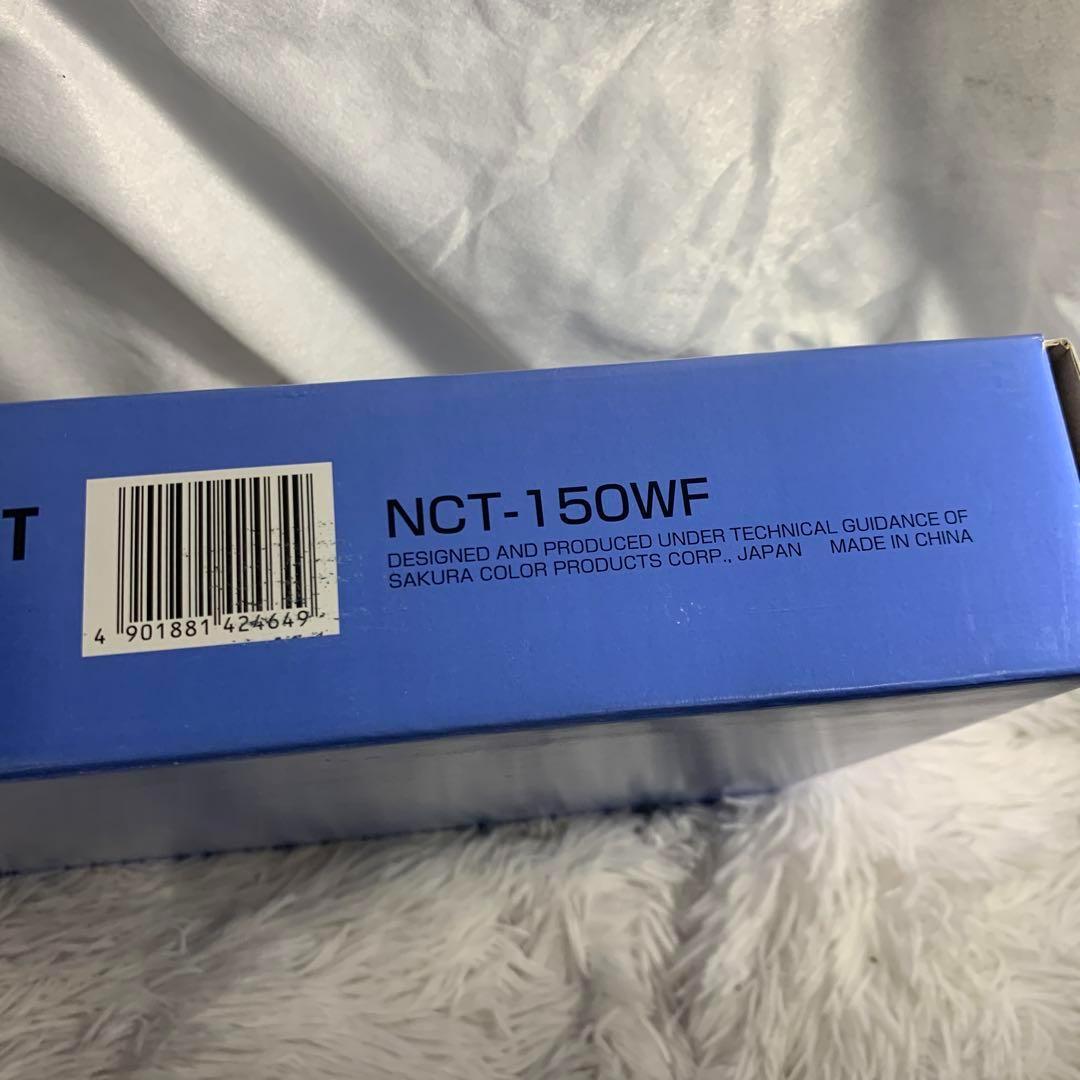 T
NCT-150WF
DESIGNED AND PRODUCED UNDER TECHNICAL GUIDANCE OF
SAKURA COLOR PRODUCTS CORP., JAPAN MADE IN CHINA
4 901881 424649